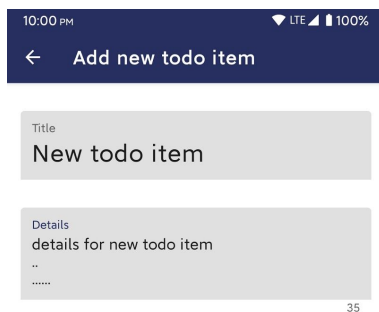 10:00 PM LTE 100%
Add new todo item
Title
New todo item
Details
details for new todo item
..
......
35